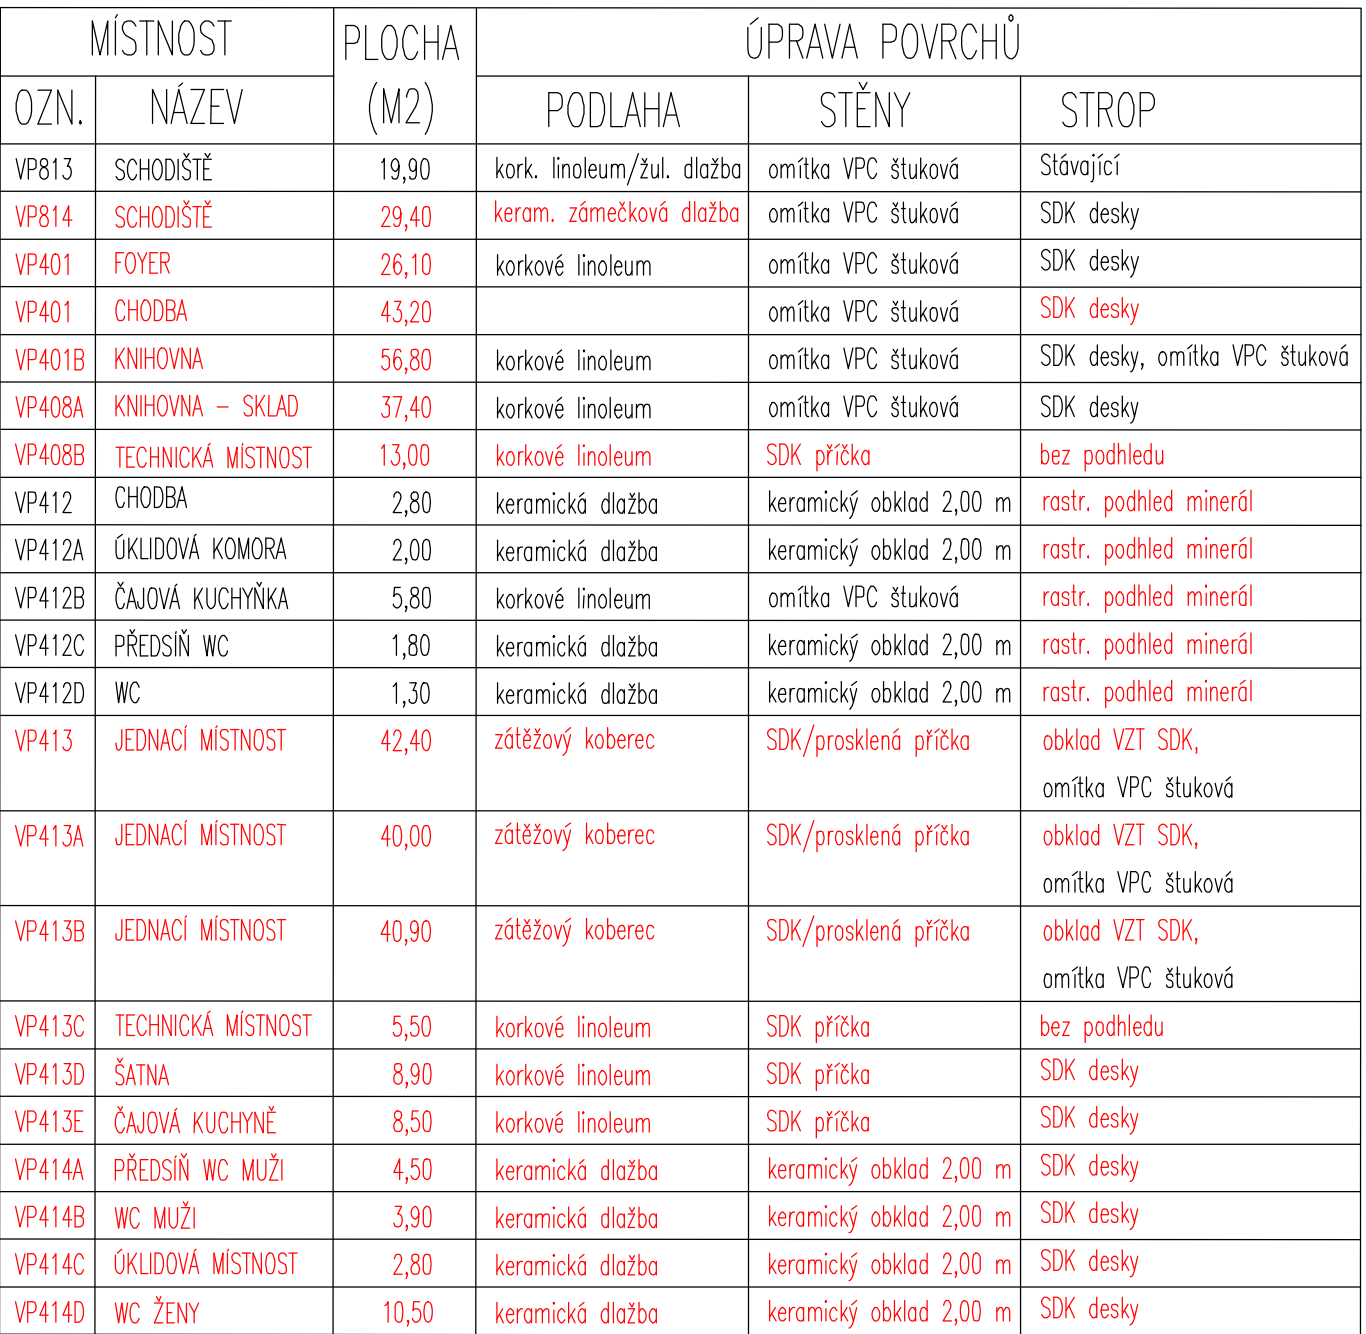 MÍSTNOST PLOCHA ÚPRAVA POVRCHŮ
OZN. NÁZEV (M2) PODLAHA STĚNY STROP
VP813 SCHODIŠTĚ 19,90 kork. linoleum/žul. dlažba omítka VPC štuková Stávající
VP814 SCHODIŠTĚ 29,40 keram. zámečková dlažba omítka VPC štuková SDK desky
VP401 FOYER 26,10 korkové linoleum omítka VPC štuková SDK desky
VP401 CHODBA 43,20 omítka VPC štuková SDK desky
VP401B KNIHOVNA 56,80 korkové linoleum omítka VPC štuková SDK desky, omítka VPC štuková
VP408A KNIHOVNA – SKLAD 37,40 korkové linoleum omítka VPC štuková SDK desky
VP408B TECHNICKÁ MÍSTNOST 13,00 korkové linoleum SDK příčka bez podhledu
VP412 CHODBA 2,80 keramická dlažba keramický obklad 2,00 m rastr. podhled minerál
VP412A ÚKLIDOVÁ KOMORA 2,00 keramická dlažba keramický obklad 2,00 m rastr. podhled minerál
VP412B ČAJOVÁ KUCHYŇKA 5,80 korkové linoleum omítka VPC štuková rastr. podhled minerál
VP412C PŘEDSÍŇ WC 1,80 keramická dlažba keramický obklad 2,00 m rastr. podhled minerál
VP412D WC 1,30 keramická dlažba keramický obklad 2,00 m rastr. podhled minerál
VP413 JEDNACÍ MÍSTNOST 42,40 zátěžový koberec SDK/prosklená příčka obklad VZT SDK,
omítka VPC štuková
VP413A JEDNACÍ MÍSTNOST 40,00 zátěžový koberec SDK/prosklená příčka obklad VZT SDK,
omítka VPC štuková
VP413B JEDNACÍ MÍSTNOST 40,90 zátěžový koberec SDK/prosklená příčka obklad VZT SDK,
omítka VPC štuková
VP413C TECHNICKÁ MÍSTNOST 5,50 korkové linoleum SDK příčka bez podhledu
VP413D ŠATNA 8,90 korkové linoleum SDK příčka SDK desky
VP413E ČAJOVÁ KUCHYNĚ 8,50 korkové linoleum SDK příčka SDK desky
VP414A PŘEDSÍŇ WC MUŽI 4,50 keramická dlažba keramický obklad 2,00 m SDK desky
VP414B WC MUŽI 3,90 keramická dlažba keramický obklad 2,00 m SDK desky
VP414C ÚKLIDOVÁ MÍSTNOST 2,80 keramická dlažba keramický obklad 2,00 m SDK desky
VP414D WC ŽENY 10,50 keramická dlažba keramický obklad 2,00 m SDK desky